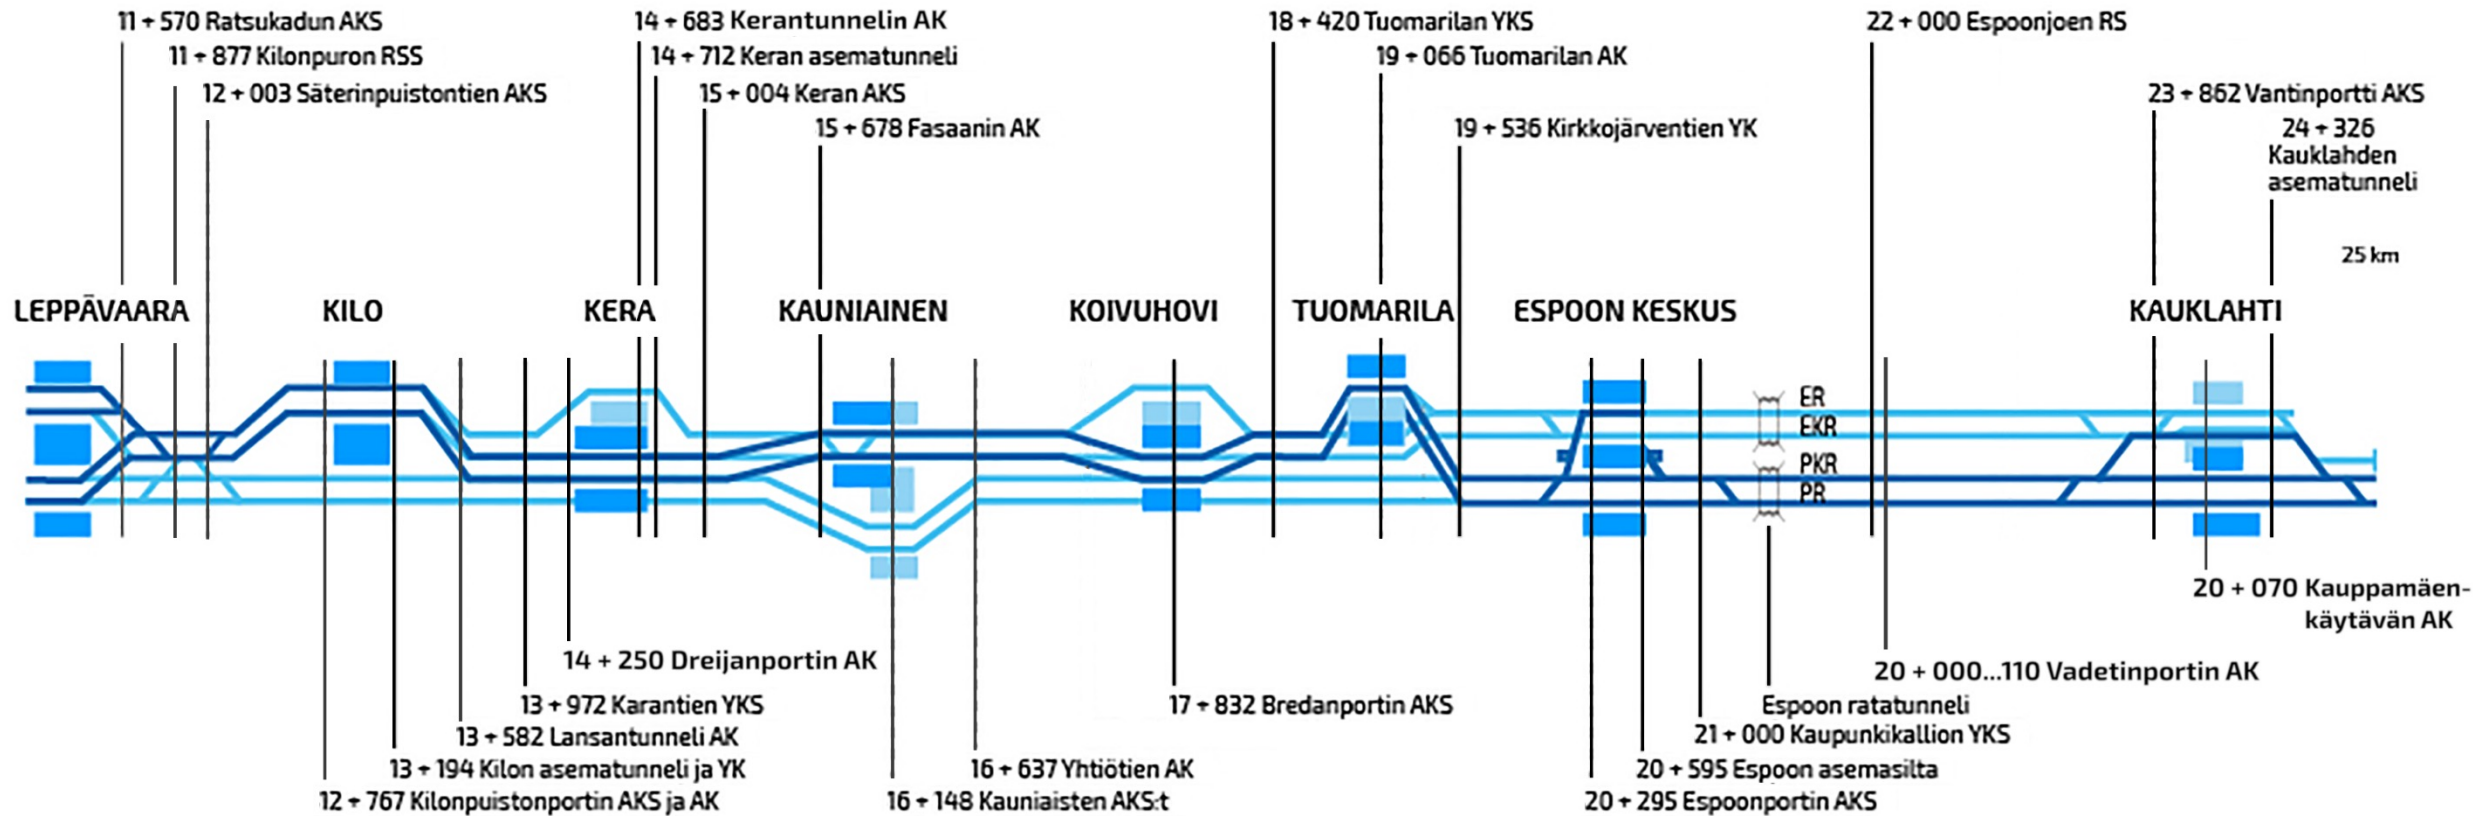 11 + 570 Ratsukadun AKS
11 + 877 Kilonpuron RSS
12 + 003 Säterinpuistontien AKS
14 + 683 Kerantunnelin AK
14 + 712 Keran asematunneli
15 + 004 Keran AKS
15 + 678 Fasaanin AK
18 + 420 Tuomarilan YKS
19 + 066 Tuomarilan AK
19 + 536 Kirkkojärventien YK
22 + 000 Espoonjoen RS
23 + 862 Vantinportti AKS
24 + 326
Kauklahden
asematunneli
25 km
LEPPÄVAARA
KILO
KERA
KAUNIAINEN
KOIVUHOVI
TUOMARILA
ESPOON KESKUS
KAUKLAHTI
ER
EKR
PKR
PR
20 + 070 Kauppamäen-
käytävän AK
14 + 250 Dreijanportin AK
20 + 000...110 Vadetinportin AK
13 + 972 Karantien YKS
17 + 832 Bredanportin AKS
Espoon ratatunneli
13 + 582 Lansantunneli AK
21 + 000 Kaupunkikallion YKS
13 + 194 Kilon asematunneli ja YK
16 + 637 Yhtiötien AK
20 + 595 Espoon asemasilta
12 + 767 Kilonpuistonportin AKS ja AK
16 + 148 Kauniaisten AKS:t
20 + 295 Espoonportin AKS